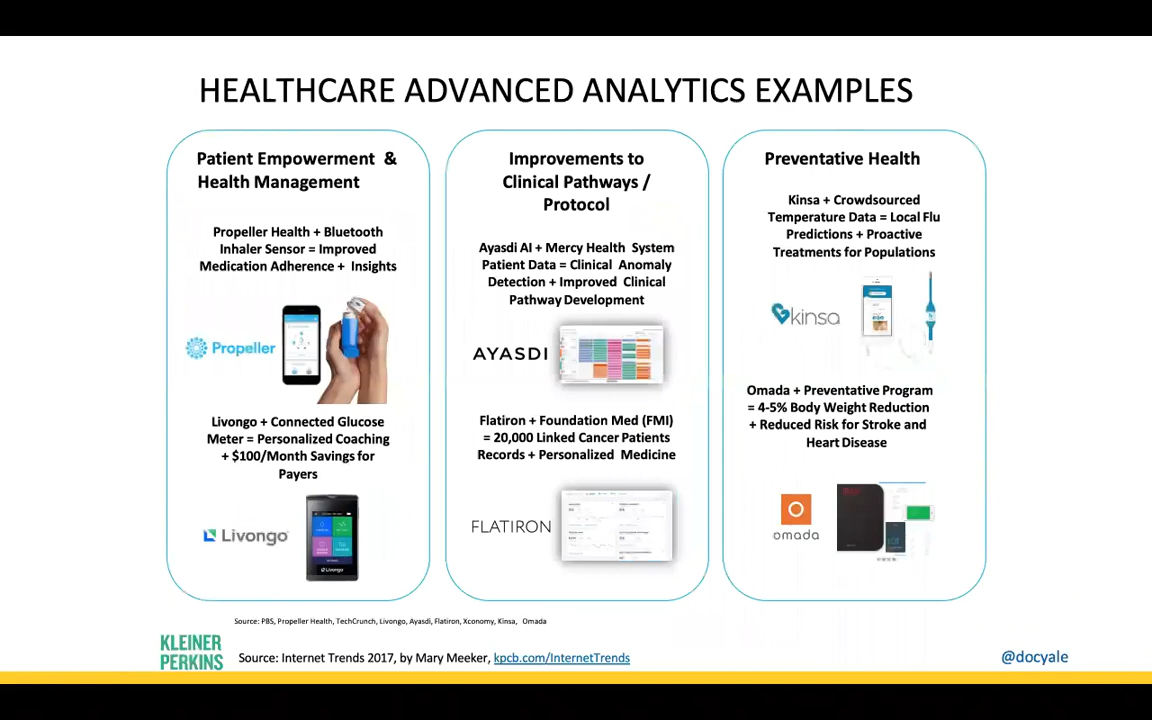 HEALTHCARE ADVANCED ANALYTICS EXAMPLES
Patient Empowerment &
Health Management
Propeller Health + Bluetooth
Inhaler Sensor = Improved
Medication Adherence + Insights
Propeller
Livongo + Connected Glucose
Meter = Personalized Coaching
+ $100/Month Savings for
Payers
Livongo
Livongo
Improvements to
Clinical Pathways /
Protocol
Ayasdi AI + Mercy Health System
Patient Data = Clinical Anomaly
Detection + Improved Clinical
Pathway Development
AYASDI
Flatiron + Foundation Med (FMI)
= 20,000 Linked Cancer Patients
Records + Personalized Medicine
FLATIRON
Preventative Health
Kinsa + Crowdsourced
Temperature Data = Local Flu
Predictions + Proactive
Treatments for Populations
kinsa
Omada + Preventative Program
= 4-5% Body Weight Reduction
+ Reduced Risk for Stroke and
Heart Disease
omada
Source: PBS, Propeller Health, TechCrunch, Livongo, Ayasdi, Flatiron, Xconomy, Kinsa, Omada
KLEINER
PERKINS
Source: Internet Trends 2017, by Mary Meeker, kpcb.com/InternetTrends
@docyale